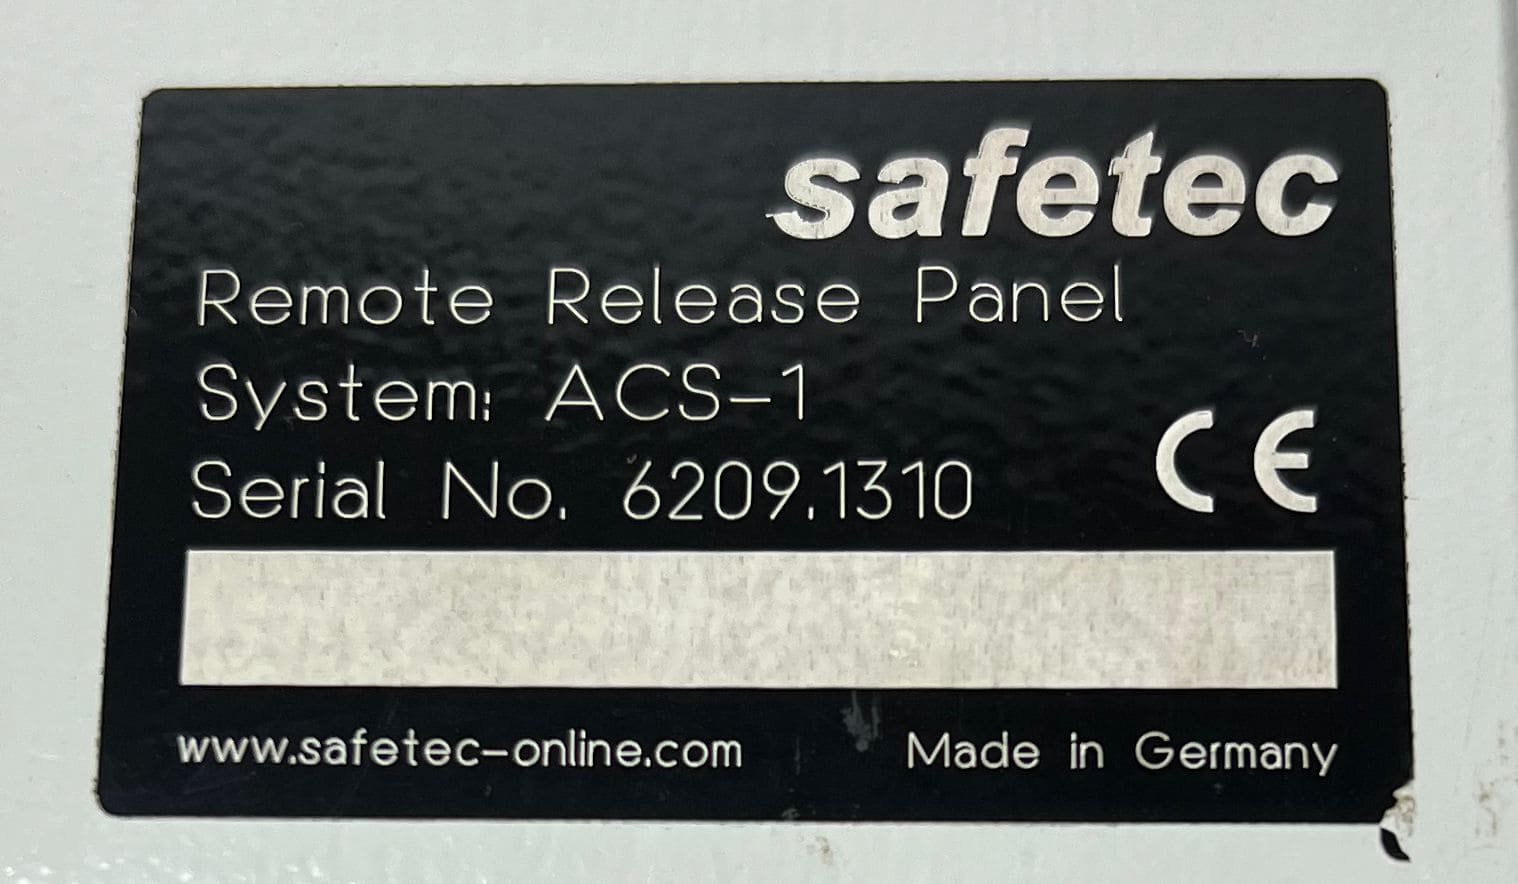 safetec
Remote Release Panel
System: ACS-1
Serial No. 6209.1310
CE
www.safetec-online.com Made in Germany